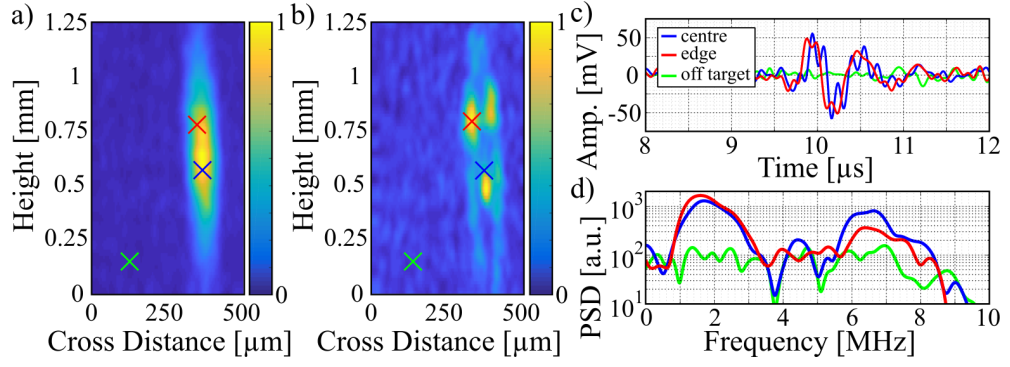 a)
1.25
1
0.75
0.5
0.25
0
Height [mm]
0 250 500
Cross Distance [µm]
1
0
b)
1.25
1
0.75
0.5
0.25
0
Height [mm]
0 250 500
Cross Distance [µm]
1
0
c)
50
0
-50
Amp. [mV]
centre
edge
off target
8 9 10 11 12
Time [µs]
d)
10³
10²
10¹
PSD [a.u.]
0 2 4 6 8 10
Frequency [MHz]